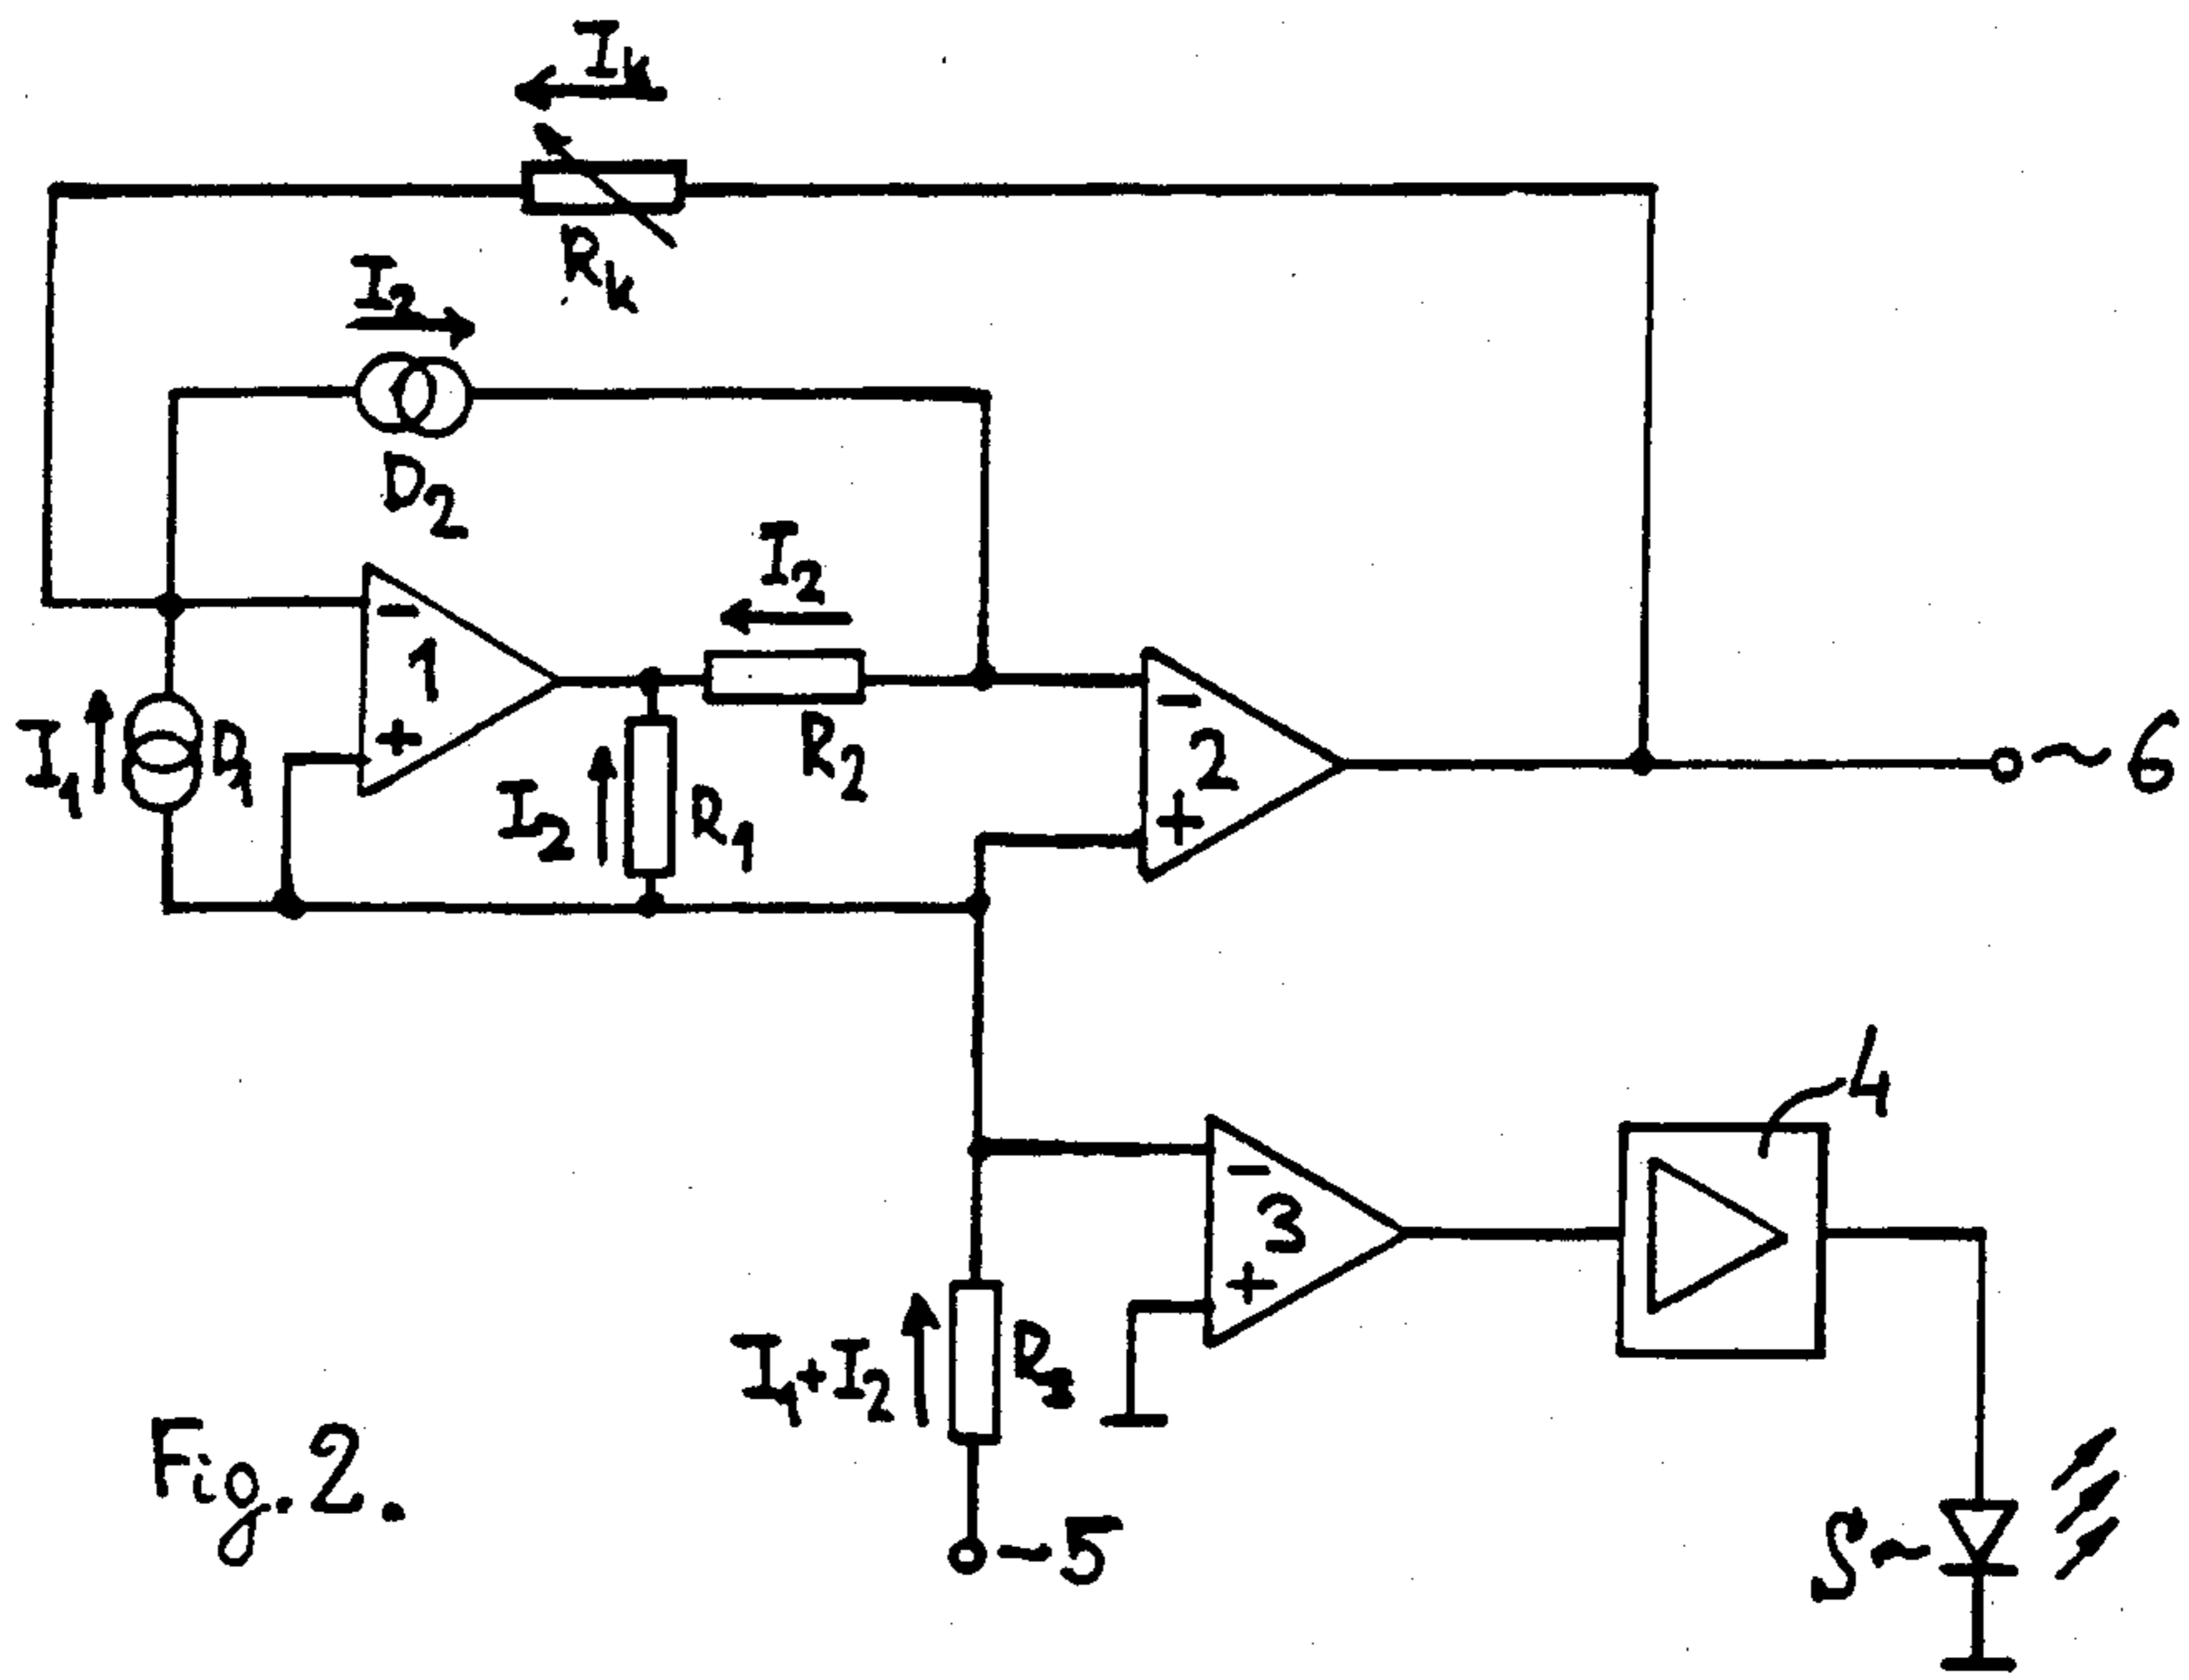 Ik
Rk
I2
D2
I2
- 1 +
R2
I1
D1
I2
R1
- 2 +
6
4
- 3 +
I1+I2
R3
5
S
Fig. 2.